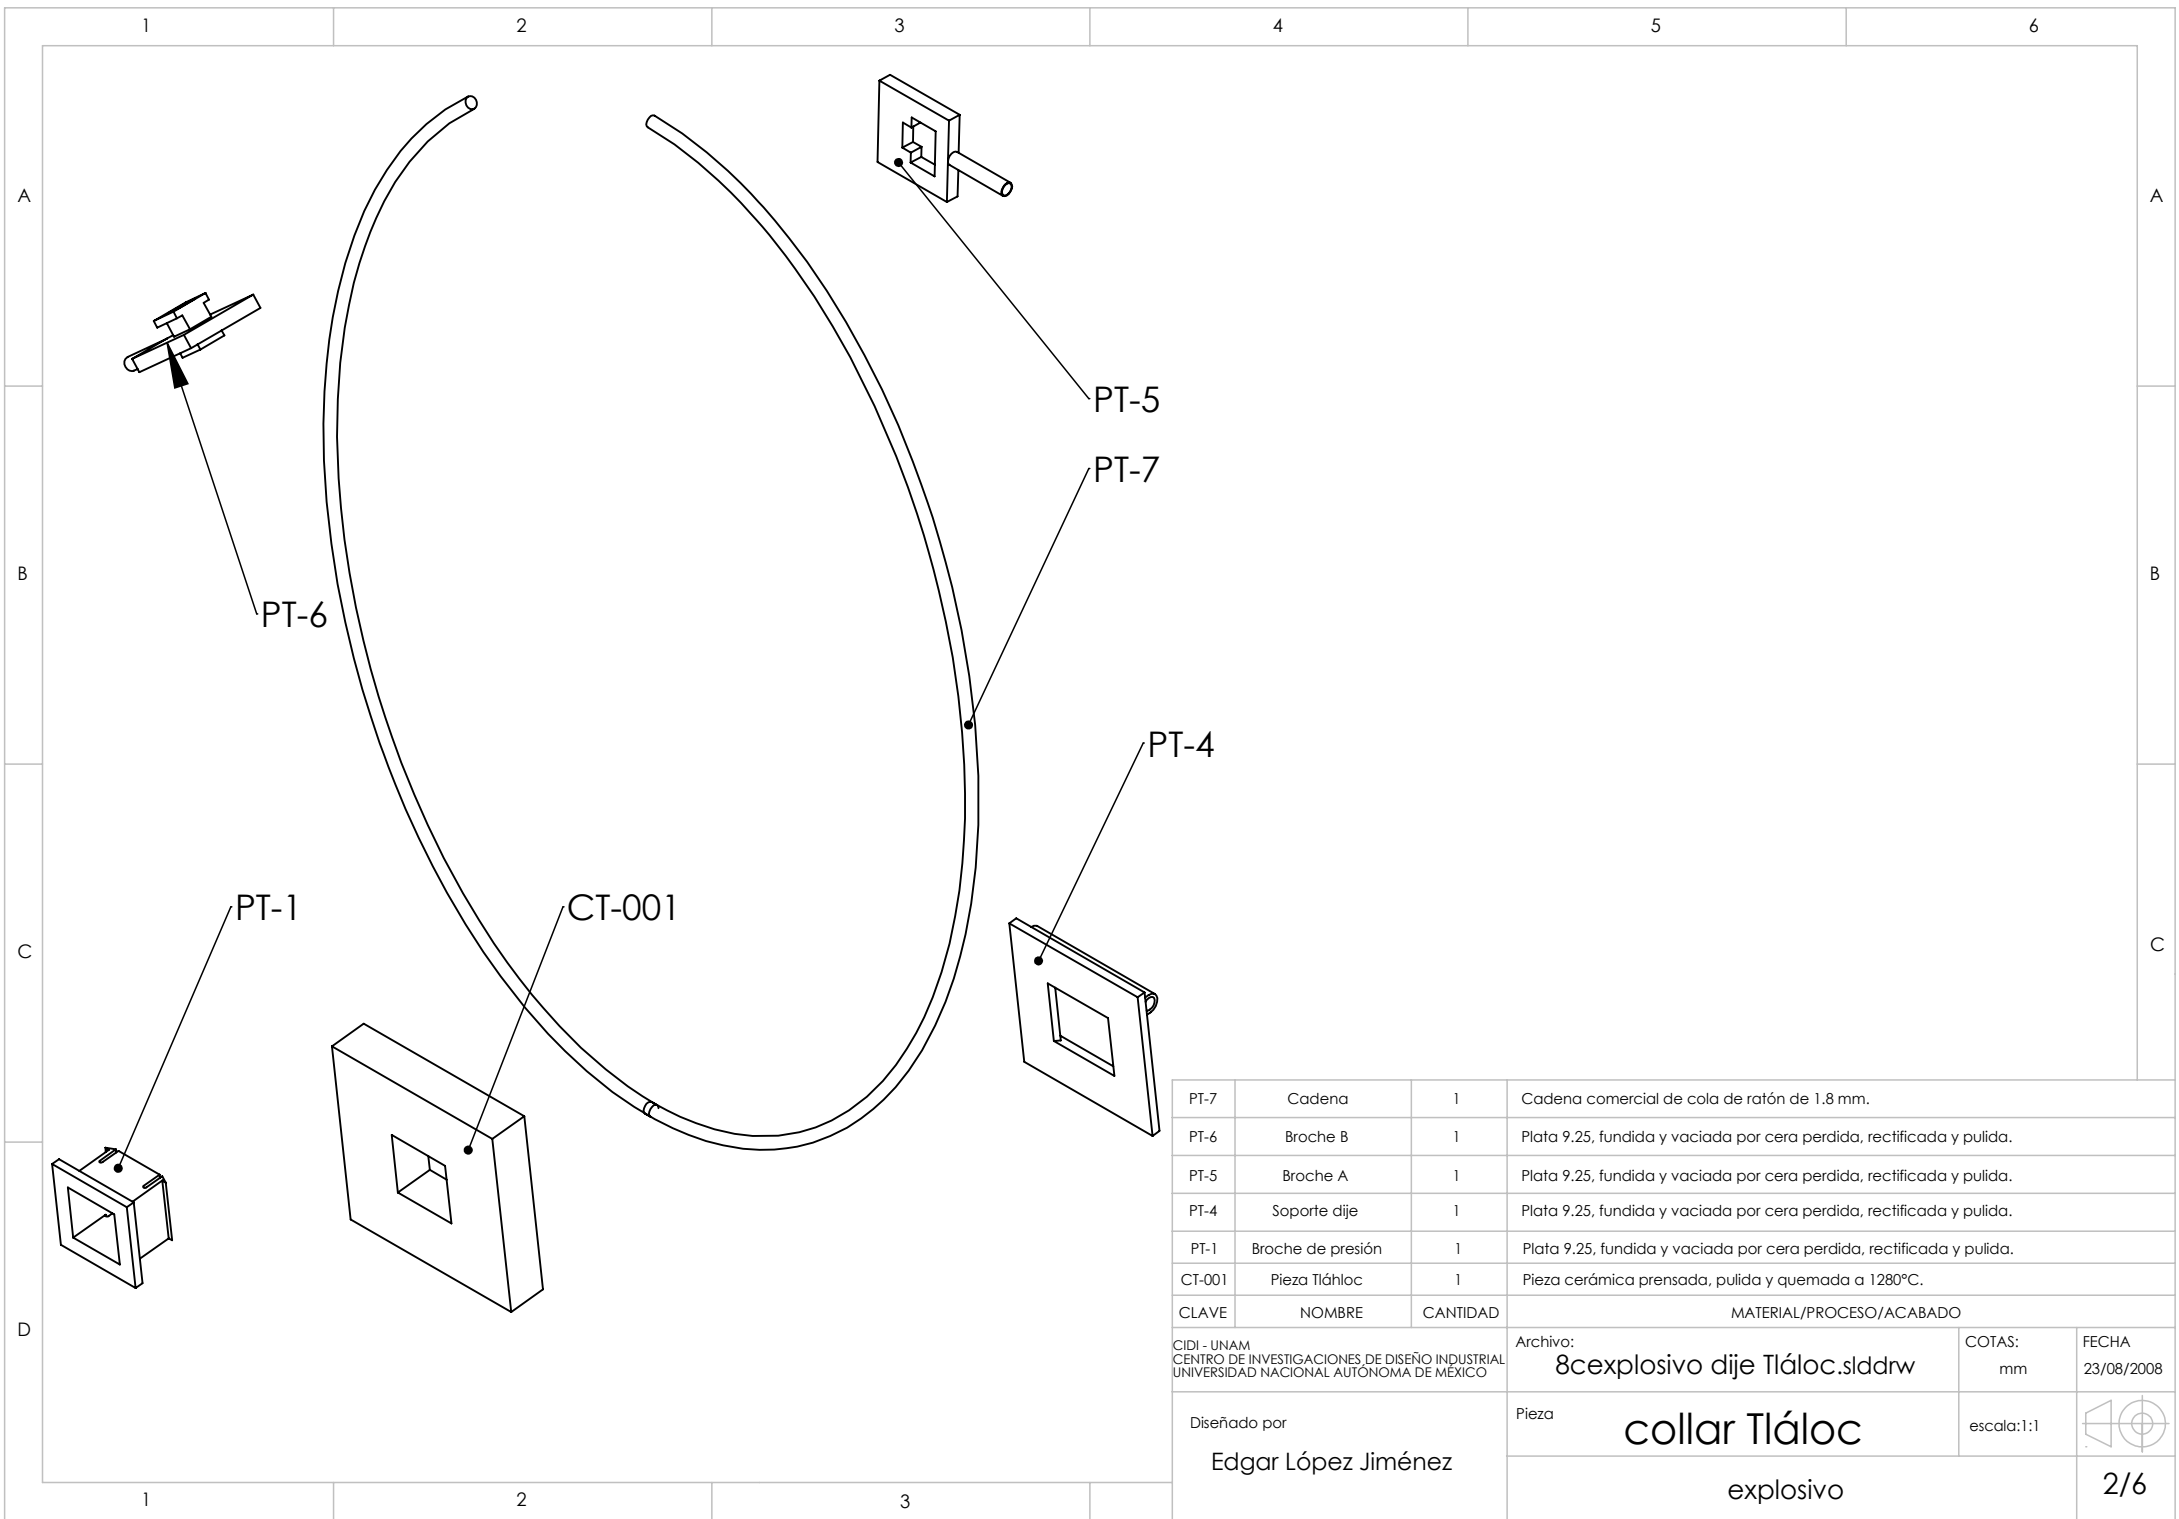 1 2 3 4 5 6
A A
B B
C C
D
PT-5
PT-7
PT-6
PT-4
PT-1
CT-001
PT-7 Cadena 1 Cadena comercial de cola de ratón de 1.8 mm.
PT-6 Broche B 1 Plata 9.25, fundida y vaciada por cera perdida, rectificada y pulida.
PT-5 Broche A 1 Plata 9.25, fundida y vaciada por cera perdida, rectificada y pulida.
PT-4 Soporte dije 1 Plata 9.25, fundida y vaciada por cera perdida, rectificada y pulida.
PT-1 Broche de presión 1 Plata 9.25, fundida y vaciada por cera perdida, rectificada y pulida.
CT-001 Pieza Tláhloc 1 Pieza cerámica prensada, pulida y quemada a 1280°C.
CLAVE NOMBRE CANTIDAD MATERIAL/PROCESO/ACABADO
CIDI - UNAM
CENTRO DE INVESTIGACIONES DE DISEÑO INDUSTRIAL
UNIVERSIDAD NACIONAL AUTÓNOMA DE MÉXICO
Archivo:
8cexplosivo dije Tláloc.slddrw
COTAS:
mm
FECHA
23/08/2008
Diseñado por
Edgar López Jiménez
Pieza
collar Tláloc
escala:1:1
explosivo
2/6
1 2 3